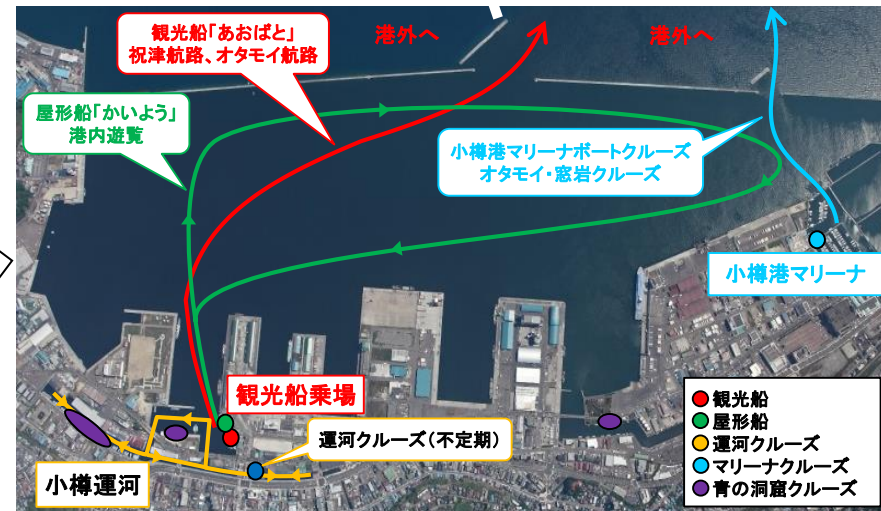 観光船「あおばと」
祝津航路、オタモイ航路
港外へ
港外へ
屋形船「かいよう」
港内遊覧
小樽港マリーナボートクルーズ
オタモイ・窓岩クルーズ
小樽港マリーナ
観光船乗場
運河クルーズ(不定期)
小樽運河
観光船
屋形船
運河クルーズ
マリーナクルーズ
青の洞窟クルーズ